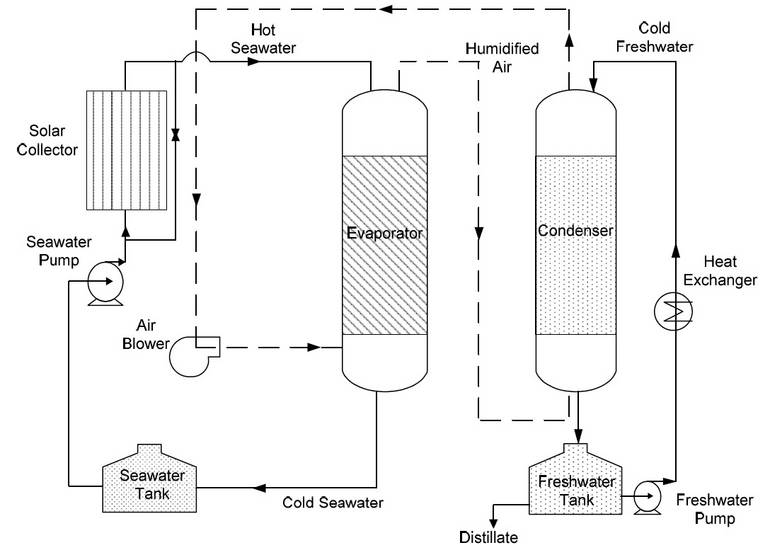 Hot
Seawater
Humidified
Air
Cold
Freshwater
Solar
Collector
Evaporator
Condenser
Seawater
Pump
Heat
Exchanger
Air
Blower
Seawater
Tank
Cold Seawater
Freshwater
Tank
Freshwater
Pump
Distillate